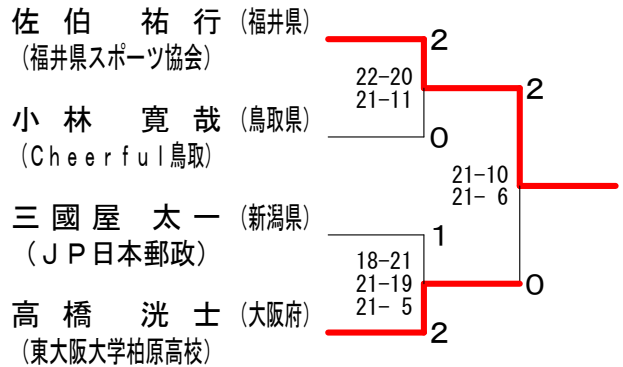 佐伯 祐行 (福井県)
(福井県スポーツ協会)
2
22-20
21-11
2
小林 寛哉 (鳥取県)
(Cheerful鳥取)
0
21-10
21- 6
三國屋 太一 (新潟県)
(JP日本郵政)
1
18-21
21-19
21- 5
0
高橋 洸士 (大阪府)
(東大阪大学柏原高校)
2